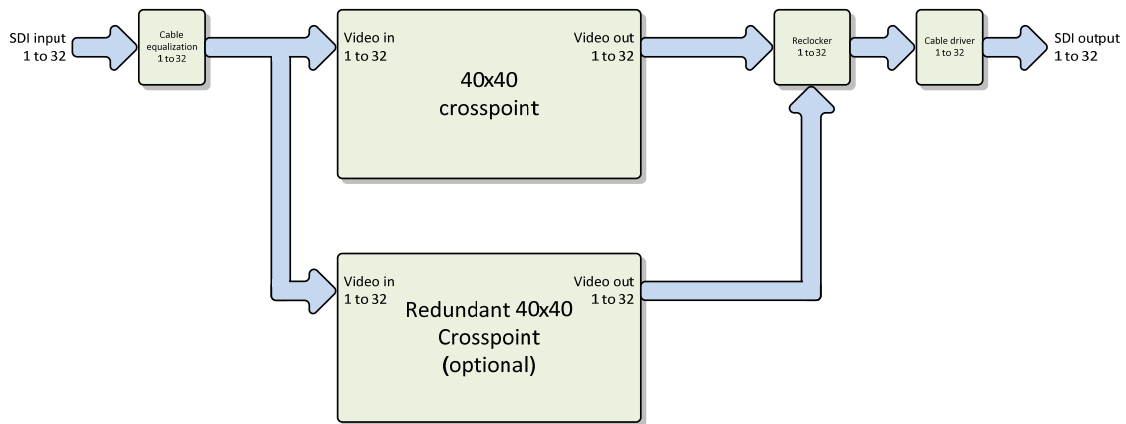 SDI input
1 to 32
Cable
equalization
1 to 32
Video in
1 to 32
40x40
crosspoint
Video out
1 to 32
Reclocker
1 to 32
Cable driver
1 to 32
SDI output
1 to 32
Video in
1 to 32
Redundant 40x40
Crosspoint
(optional)
Video out
1 to 32